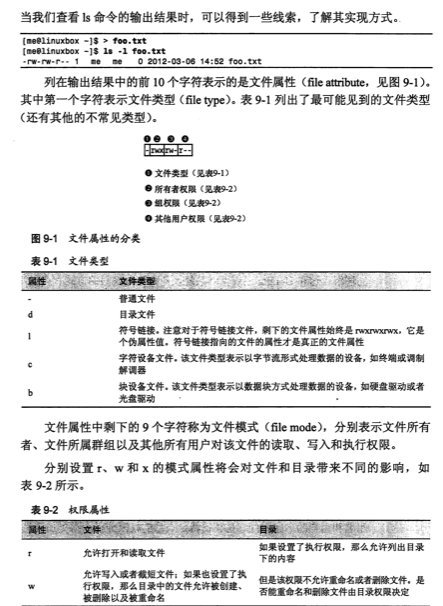 当我们查看 ls 命令的输出结果时，可以得到一些线索，了解其实现方式。
[me@linuxbox ~]$ > foo.txt
[me@linuxbox ~]$ ls -l foo.txt
-rw-rw-r-- 1 me me 0 2012-03-06 14:52 foo.txt
列在输出结果中的前 10 个字符表示的是文件属性（file attribute，见图 9-1）。
其中第一个字符表示文件类型（file type）。表 9-1 列出了最可能见到的文件类型
（还有其他的不常见类型）。
❶ ❷ ❸ ❹
-rwxrw-r--
❶ 文件类型（见表9-1）
❷ 所有者权限（见表9-2）
❸ 组权限（见表9-2）
❹ 其他用户权限（见表9-2）
图 9-1 文件属性的分类
表 9-1 文件类型
属性 文件类型
- 普通文件
d 目录文件
l 符号链接。注意对于符号链接文件，剩下的文件属性始终是 rwxrwxrwx，它是
个伪属性值。符号链接指向的文件的属性才是真正的文件属性
c 字符设备文件。该文件类型表示以字节流形式处理数据的设备，如终端或调制
解调器
b 块设备文件。该文件类型表示以数据块方式处理数据的设备，如硬盘驱动或者
光盘驱动
文件属性中剩下的 9 个字符称为文件模式（file mode），分别表示文件所有
者、文件所属群组以及其他所有用户对该文件的读取、写入和执行权限。
分别设置 r、w 和 x 的模式属性将会对文件和目录带来不同的影响，如
表 9-2 所示。
表 9-2 权限属性
属性 文件 目录
r 允许打开和读取文件 如果设置了执行权限，那么允许列出目录
下的内容
w 允许写入或者截短文件；如果也设置了执 但是该权限不允许重命名或者删除文件。是
行权限，那么目录中的文件允许被创建、 否能重命名和删除文件由目录权限决定
被删除以及被重命名